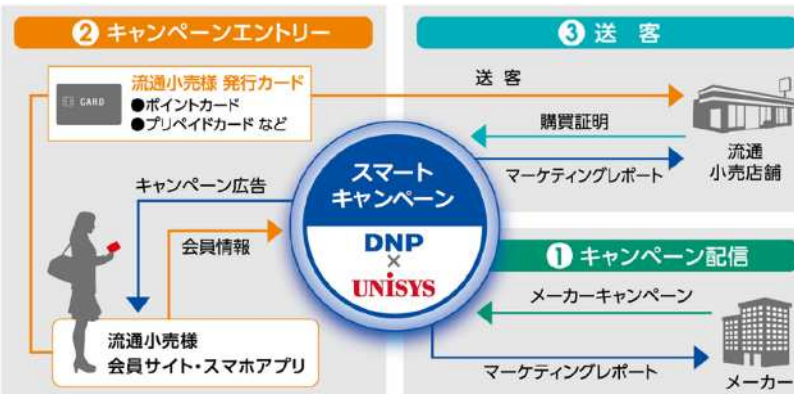 ❷ キャンペーンエントリー
流通小売様 発行カード
●ポイントカード
●プリペイドカード など
CARD
キャンペーン広告
会員情報
流通小売様
会員サイト・スマホアプリ
スマート
キャンペーン
DNP
×
UNiSYS
❸ 送 客
送 客
購買証明
マーケティングレポート
流通
小売店舗
❶ キャンペーン配信
メーカーキャンペーン
マーケティングレポート
メーカー